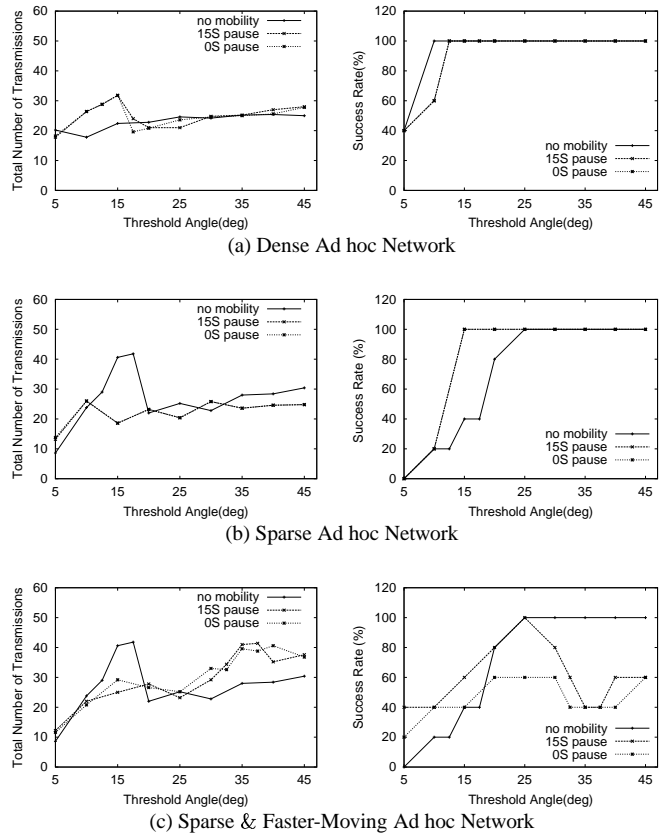 60
50
40
30
20
10
0
5 15 25 35 45
Total Number of Transmissions
Threshold Angle(deg)
no mobility
15S pause
0S pause
120
100
80
60
40
20
0
5 15 25 35 45
Success Rate(%)
Threshold Angle(deg)
no mobility
15S pause
0S pause
(a) Dense Ad hoc Network
60
50
40
30
20
10
0
5 15 25 35 45
Total Number of Transmissions
Threshold Angle(deg)
no mobility
15S pause
0S pause
120
100
80
60
40
20
0
5 15 25 35 45
Success Rate (%)
Threshold Angle(deg)
no mobility
15S pause
0S pause
(b) Sparse Ad hoc Network
60
50
40
30
20
10
0
5 15 25 35 45
Total Number of Transmissions
Threshold Angle(deg)
no mobility
15S pause
0S pause
120
100
80
60
40
20
0
5 15 25 35 45
Success Rate (%)
Threshold Angle(deg)
no mobility
15S pause
0S pause
(c) Sparse & Faster-Moving Ad hoc Network